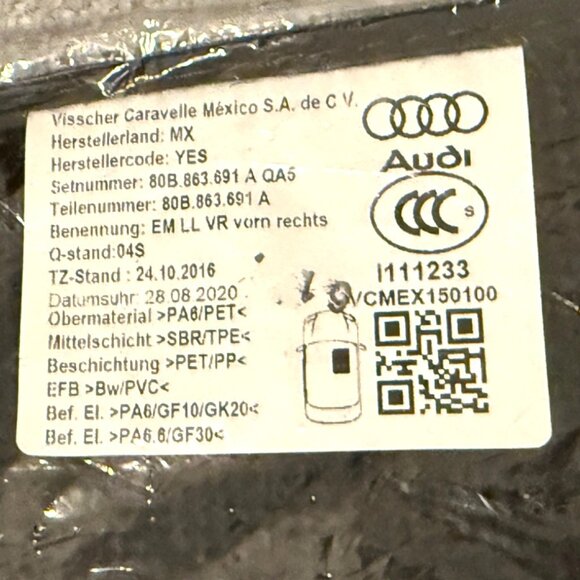 Visscher Caravelle México S.A. de C.V.
Herstellerland: MX
Herstellercode: YES
Setnummer: 80B.863.691 A QA5
Teilenummer: 80B.863.691 A
Benennung: EM LL VR vorn rechts
Q-stand:04S
TZ-Stand : 24.10.2016
Datumsuhr: 28.08.2020
Obermaterial >PA6/PET<
Mittelschicht >SBR/TPE<
Beschichtung >PET/PP<
EFB >Bw/PVC<
Bef. El. >PA6/GF10/GK20<
Bef. El. >PA6.6/GF30<
Audi
CCC S
I111233
VCMEX150100